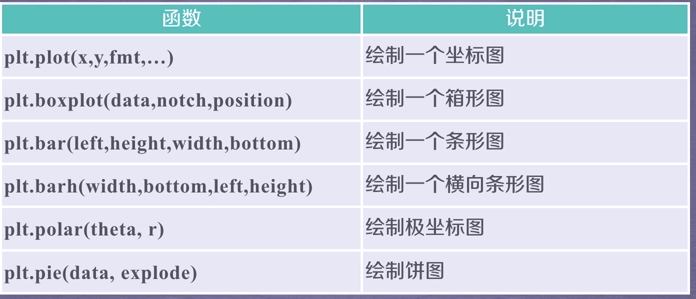 函数 说明
plt.plot(x,y,fmt,…) 绘制一个坐标图
plt.boxplot(data,notch,position) 绘制一个箱形图
plt.bar(left,height,width,bottom) 绘制一个条形图
plt.barh(width,bottom,left,height) 绘制一个横向条形图
plt.polar(theta, r) 绘制极坐标图
plt.pie(data, explode) 绘制饼图